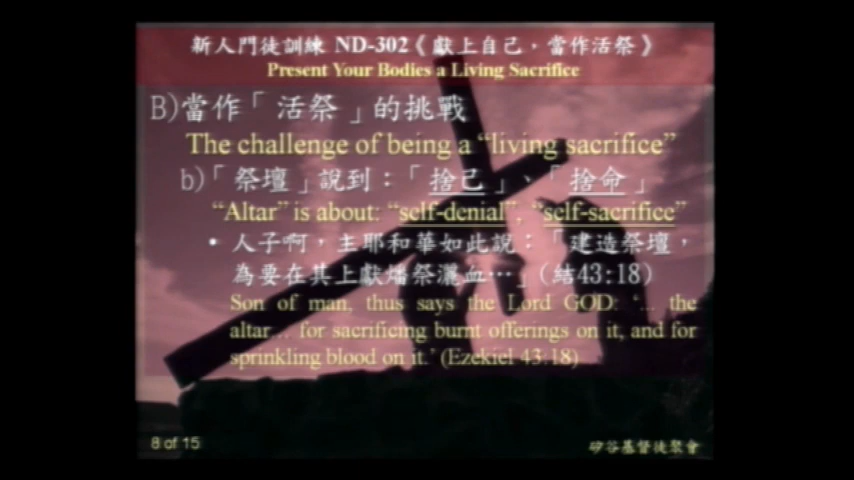 新人門徒訓練 ND-302《獻上自己，當作活祭》
Present Your Bodies a Living Sacrifice
B)當作「活祭」的挑戰
The challenge of being a “living sacrifice”
b)「祭壇」說到：「捨己」、「捨命」
“Altar” is about: “self-denial”, “self-sacrifice”
• 人子啊，主耶和華如此說：「建造祭壇，
為要在其上獻燔祭灑血…」(結43:18)
Son of man, thus says the Lord GOD: ‘... the
altar... for sacrificing burnt offerings on it, and for
sprinkling blood on it.’ (Ezekiel 43:18)
8 of 15
矽谷基督徒聚會